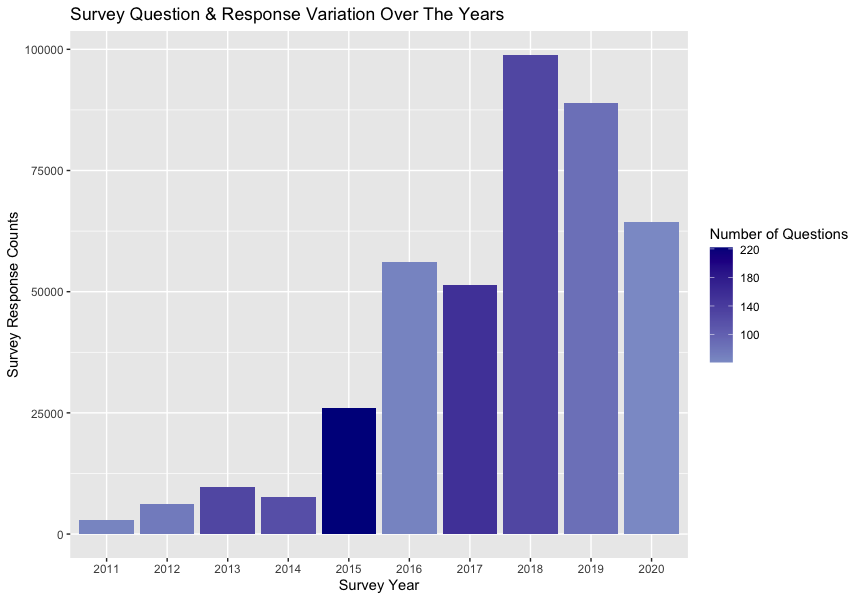 Survey Question & Response Variation Over The Years
100000
75000
50000
25000
0
Survey Response Counts
2011 2012 2013 2014 2015 2016 2017 2018 2019 2020
Survey Year
Number of Questions
220
180
140
100